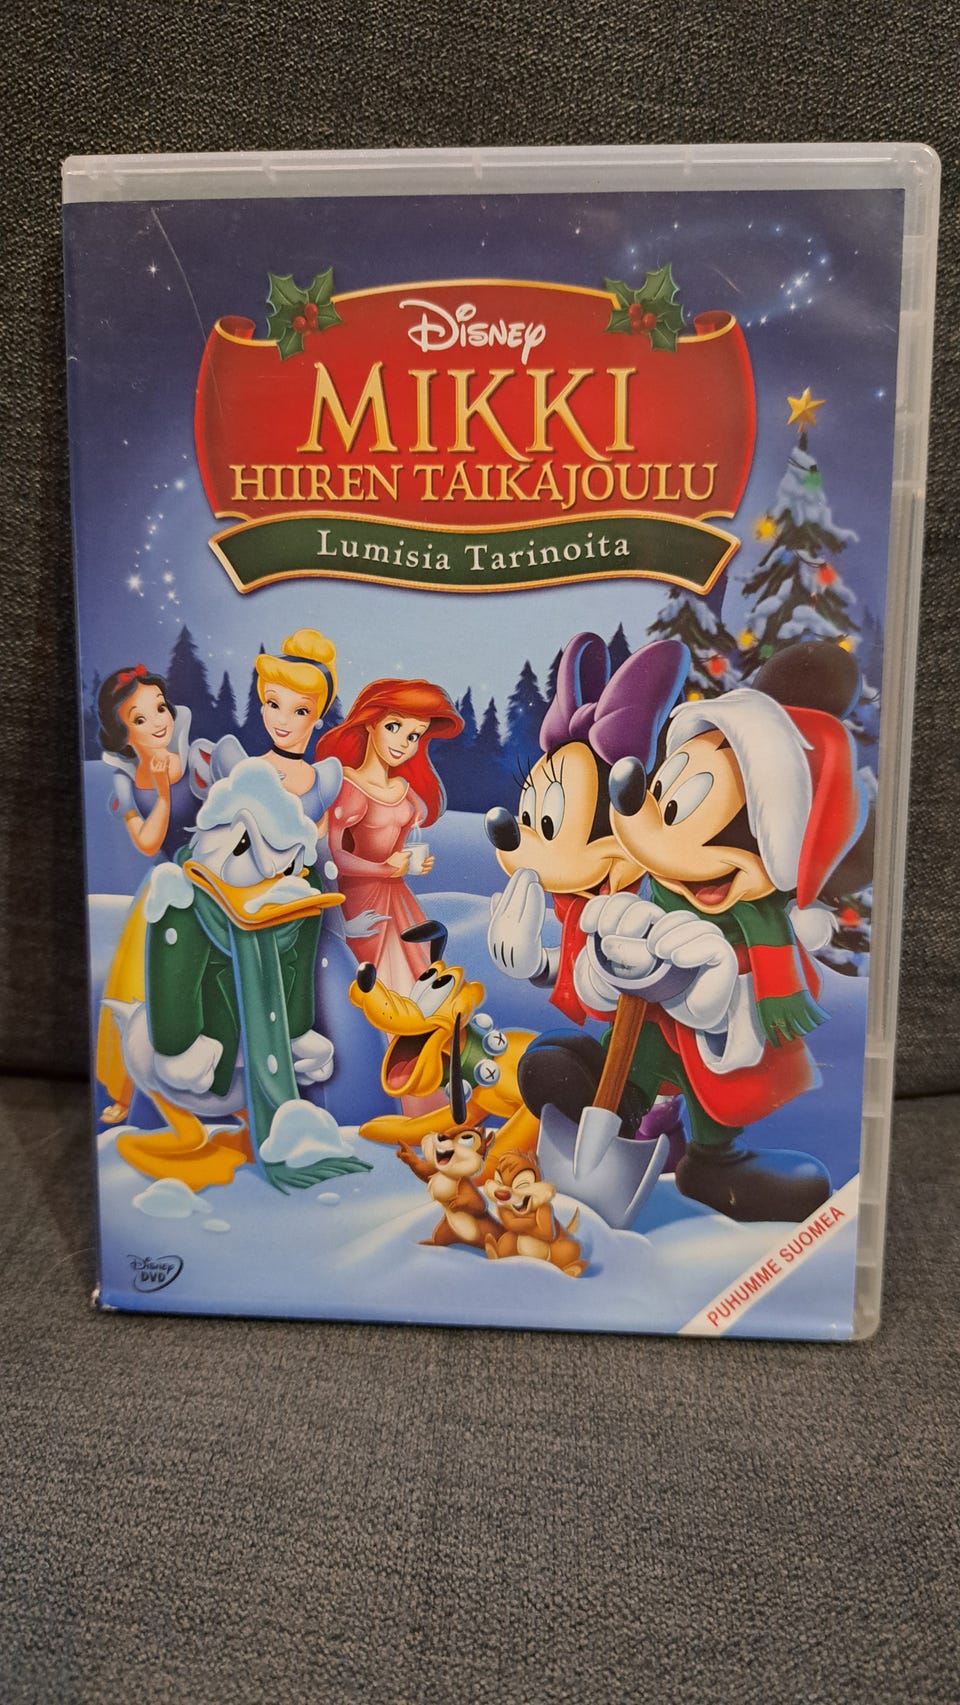 Disney
MIKKI
HIIREN TAIKAJOULU
Lumisia Tarinoita
Disney
DVD
PUHUMME SUOMEA